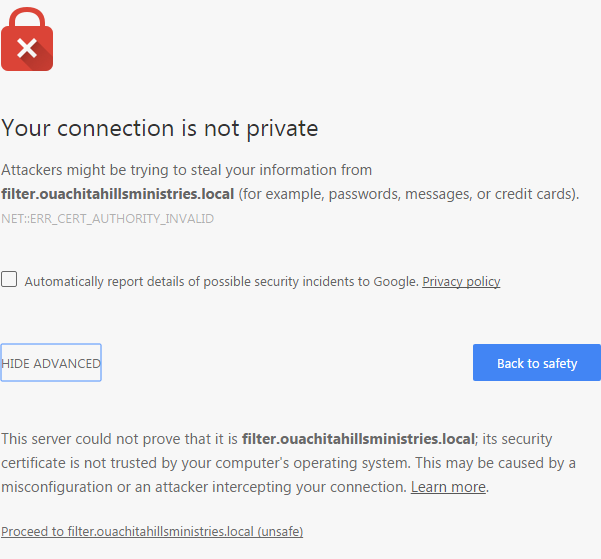 Your connection is not private
Attackers might be trying to steal your information from
filter.ouachitahillsministries.local (for example, passwords, messages, or credit cards).
NET::ERR_CERT_AUTHORITY_INVALID
Automatically report details of possible security incidents to Google. Privacy policy
HIDE ADVANCED
Back to safety
This server could not prove that it is filter.ouachitahillsministries.local; its security
certificate is not trusted by your computer's operating system. This may be caused by a
misconfiguration or an attacker intercepting your connection. Learn more.
Proceed to filter.ouachitahillsministries.local (unsafe)